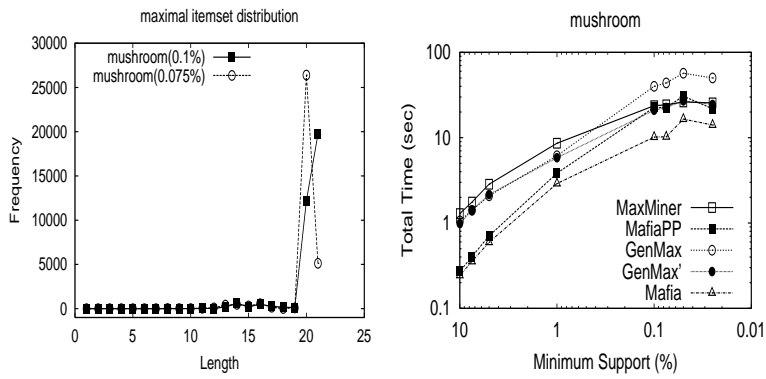 maximal itemset distribution
30000
25000
20000
15000
10000
5000
0
Frequency
mushroom(0.1%)
mushroom(0.075%)
0 5 10 15 20 25
Length
mushroom
100
10
1
0.1
Total Time (sec)
MaxMiner
MafiaPP
GenMax
GenMax'
Mafia
10 1 0.1 0.01
Minimum Support (%)